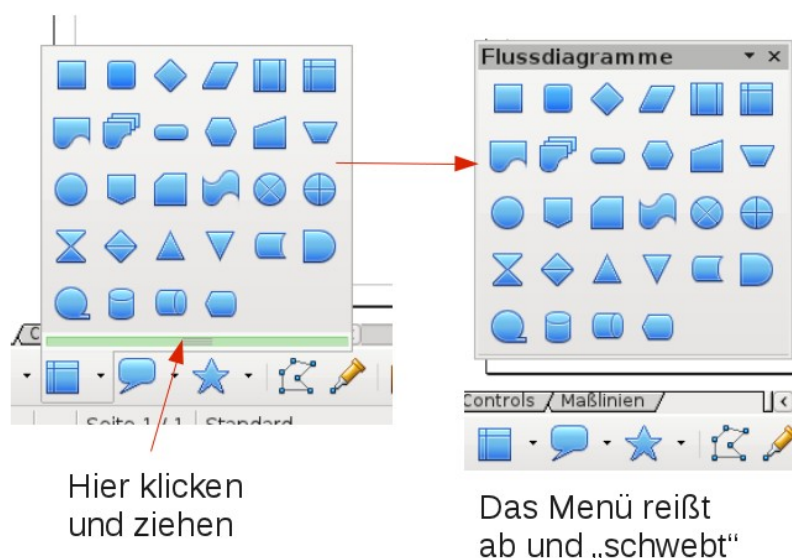 Flussdiagramme
Seite 1 / 1 Standard
Controls Maßlinien
Hier klicken
und ziehen
Das Menü reißt
ab und „schwebt“